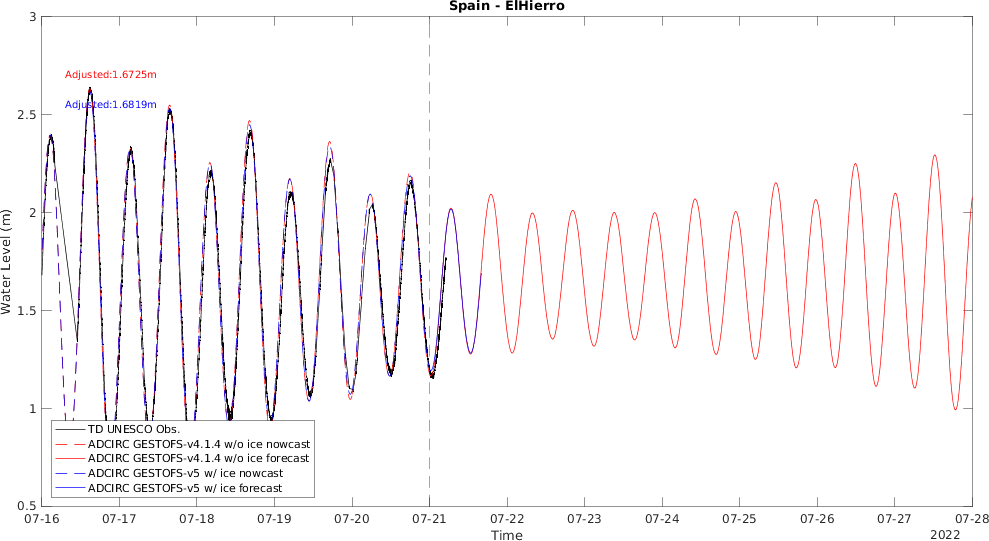 Spain - ElHierro
3
2.5
2
1.5
1
0.5
Water Level (m)
Adjusted:1.6725m
Adjusted:1.6819m
TD UNESCO Obs.
ADCIRC GESTOFS-v4.1.4 w/o ice nowcast
ADCIRC GESTOFS-v4.1.4 w/o ice forecast
ADCIRC GESTOFS-v5 w/ ice nowcast
ADCIRC GESTOFS-v5 w/ ice forecast
07-16 07-17 07-18 07-19 07-20 07-21 07-22 07-23 07-24 07-25 07-26 07-27 07-28
Time
2022